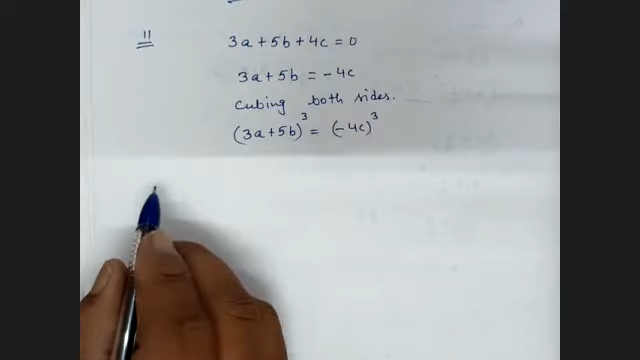 11
3a + 5b + 4c = 0
3a + 5b = - 4c
cubing both sides.
(3a + 5b)³ = (- 4c)³